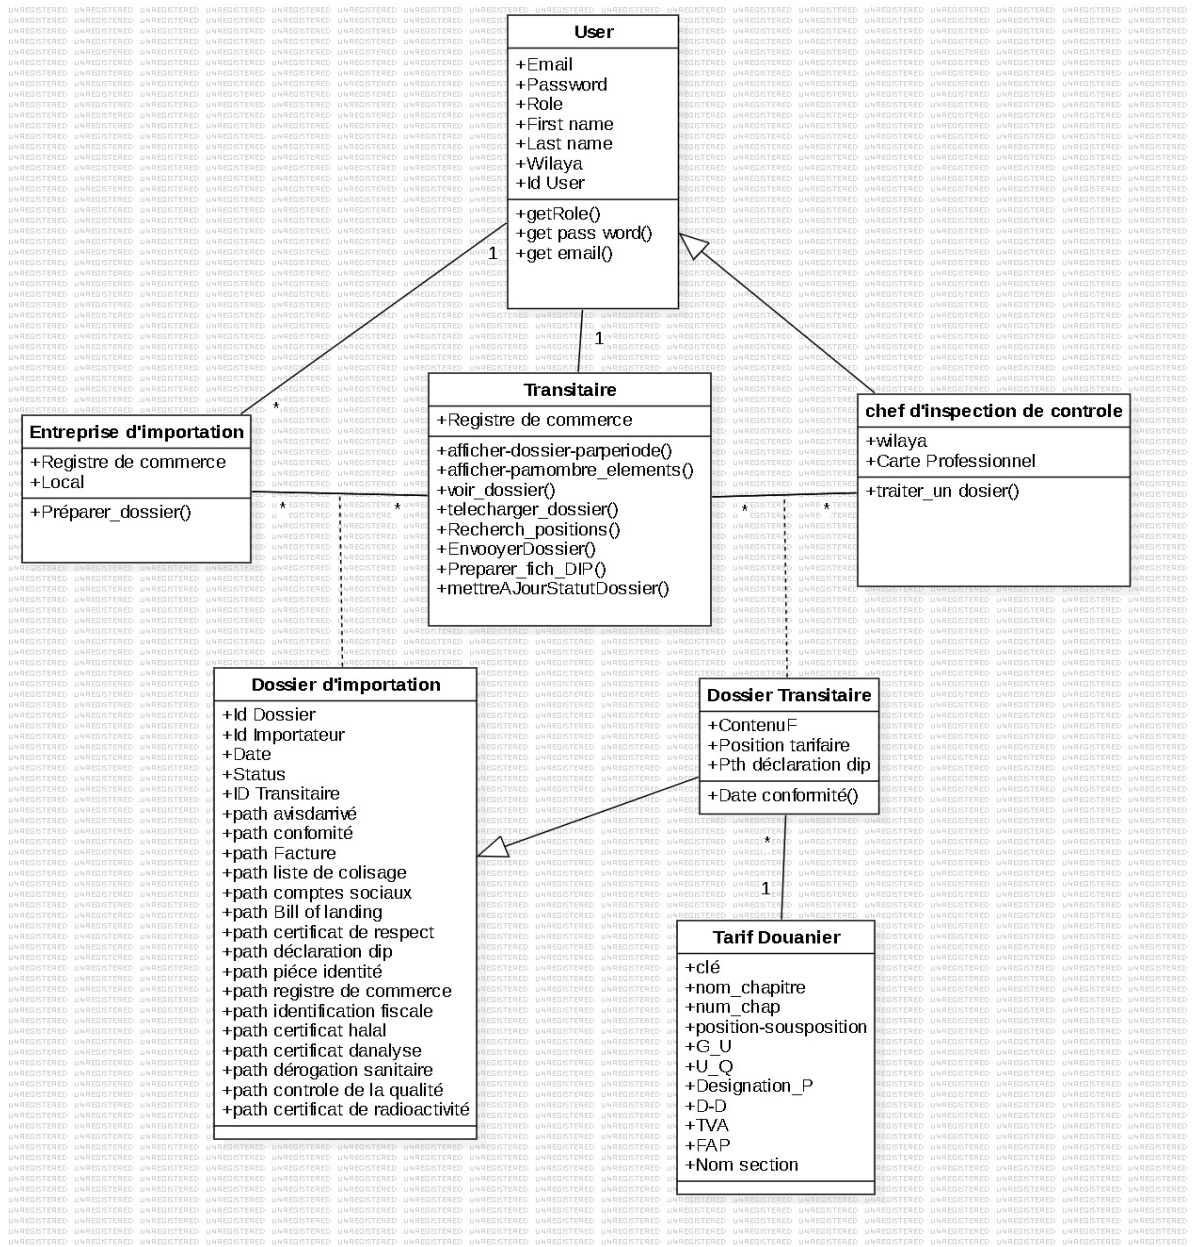 User
+Email
+Password
+Role
+First name
+Last name
+Wilaya
+Id User
+getRole()
+get pass word()
+get email()
1
1
*
Entreprise d'importation
+Registre de commerce
+Local
+Préparer_dossier()
*
*
Transitaire
+Registre de commerce
+afficher-dossier-parperiode()
+afficher-parnombre_elements()
+voir_dossier()
+telecharger_dossier()
+Recherch_positions()
+EnvooyerDossier()
+Preparer_fich_DIP()
+mettreAJourStatutDossier()
*
*
chef d'inspection de controle
+wilaya
+Carte Professionnel
+traiter_un dosier()
Dossier d'importation
+Id Dossier
+Id Importateur
+Date
+Status
+ID Transitaire
+path avisdarrivé
+path confomité
+path Facture
+path liste de colisage
+path comptes sociaux
+path Bill of landing
+path certificat de respect
+path déclaration dip
+path piéce identité
+path registre de commerce
+path identification fiscale
+path certificat halal
+path certificat danalyse
+path dérogation sanitaire
+path controle de la qualité
+path certificat de radioactivité
Dossier Transitaire
+ContenuF
+Position tarifaire
+Pth déclaration dip
+Date conformité()
*
1
Tarif Douanier
+clé
+nom_chapitre
+num_chap
+position-sousposition
+G_U
+U_Q
+Designation_P
+D-D
+TVA
+FAP
+Nom section
UNREGISTERED